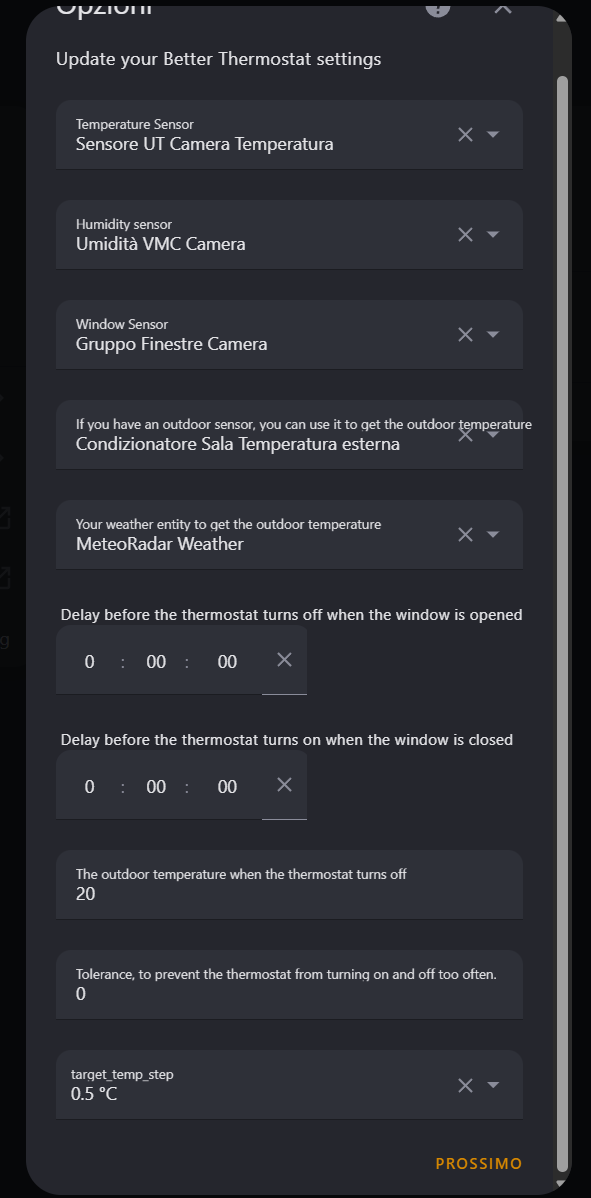 Opzioni
Update your Better Thermostat settings
Temperature Sensor
Sensore UT Camera Temperatura
Humidity sensor
Umidità VMC Camera
Window Sensor
Gruppo Finestre Camera
If you have an outdoor sensor, you can use it to get the outdoor temperature
Condizionatore Sala Temperatura esterna
Your weather entity to get the outdoor temperature
MeteoRadar Weather
Delay before the thermostat turns off when the window is opened
0 : 00 : 00
Delay before the thermostat turns on when the window is closed
0 : 00 : 00
The outdoor temperature when the thermostat turns off
20
Tolerance, to prevent the thermostat from turning on and off too often.
0
target_temp_step
0.5 °C
PROSSIMO